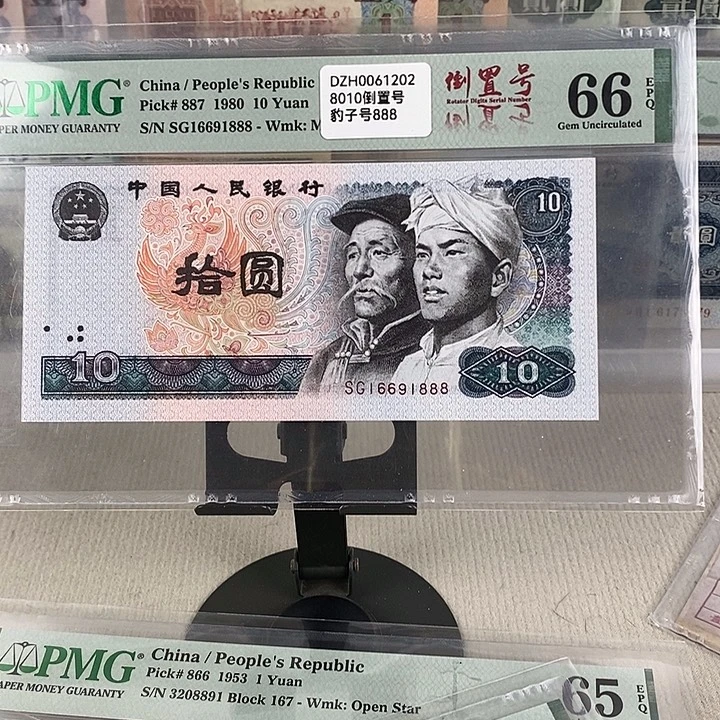 PMG
PAPER MONEY GUARANTY
China / People's Republic
Pick# 887 1980 10 Yuan
S/N SG16691888 - Wmk: M
DZH0061202
8010倒置号
豹子号888
倒置号
Rotator Digits Serial Number
66
EPQ
Gem Uncirculated
中国人民银行
10
拾圆
10
10
SG16691888
PMG
PAPER MONEY GUARANTY
China / People's Republic
Pick# 866 1953 1 Yuan
S/N 3208891 Block 167 - Wmk: Open Star
65
EPQ